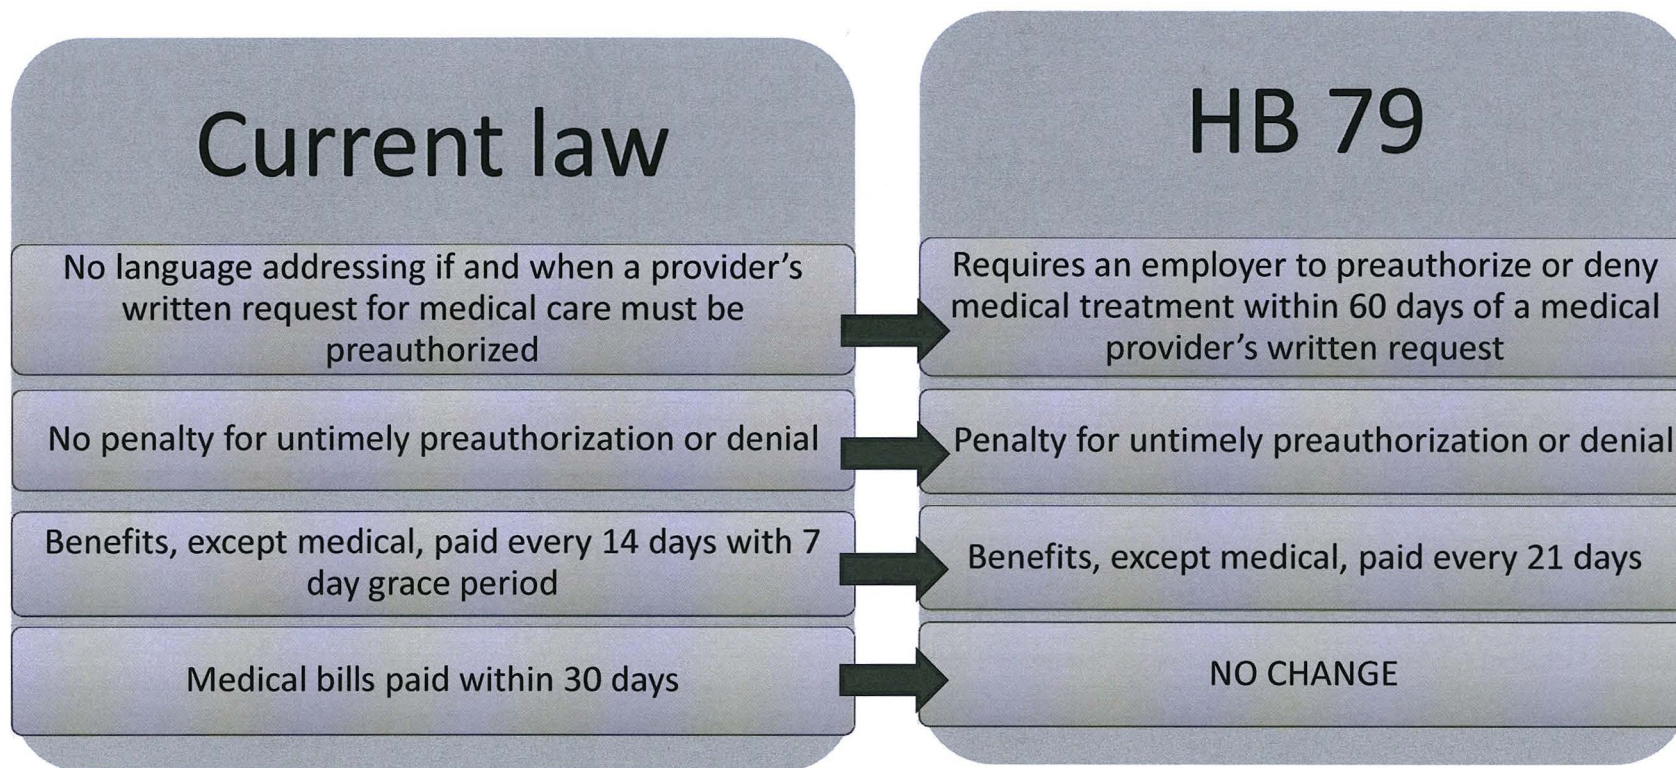 Current law
No language addressing if and when a provider's
written request for medical care must be
preauthorized
No penalty for untimely preauthorization or denial
Benefits, except medical, paid every 14 days with 7
day grace period
Medical bills paid within 30 days
HB 79
Requires an employer to preauthorize or deny
medical treatment within 60 days of a medical
provider's written request
Penalty for untimely preauthorization or denial
Benefits, except medical, paid every 21 days
NO CHANGE